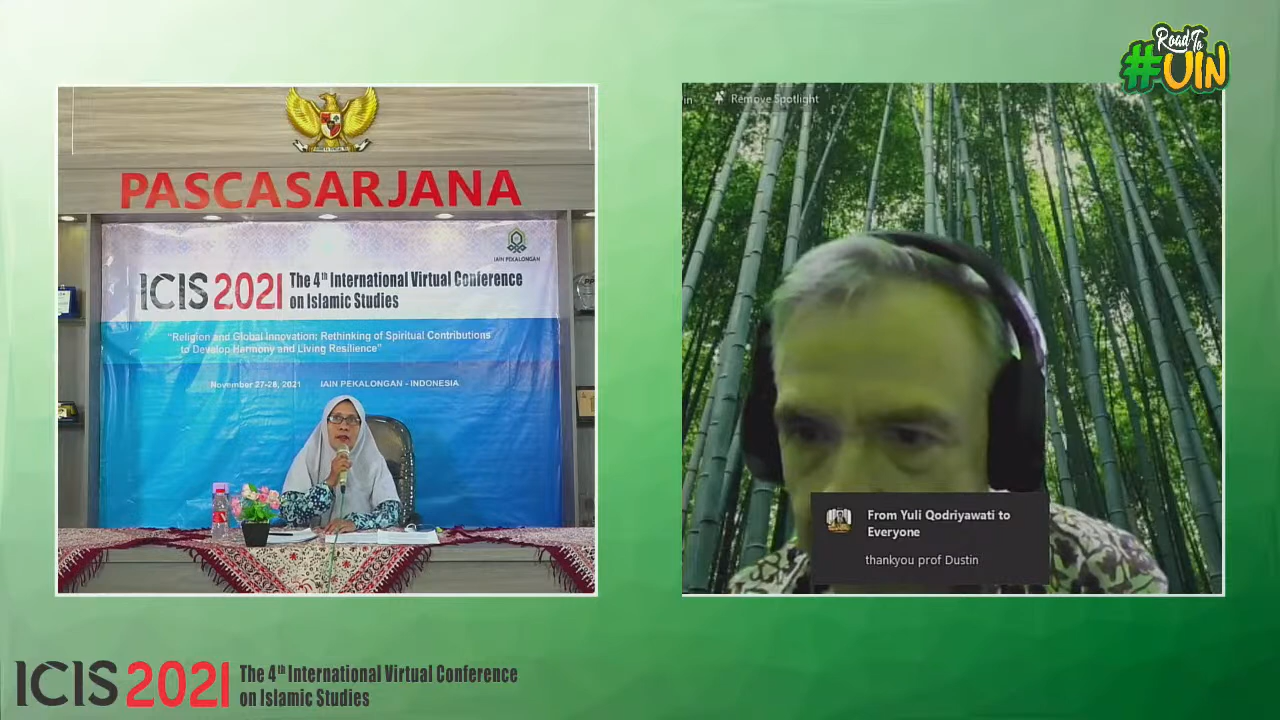 Road To
#UIN
in
Remove Spotlight
PASCASARJANA
IAIN PEKALONGAN
ICIS 2021 The 4th International Virtual Conference
on Islamic Studies
"Religion and Global Innovation: Rethinking of Spiritual Contributions
to Develop Harmony and Living Resilience"
November 27-28, 2021 IAIN PEKALONGAN - INDONESIA
From Yuli Qodriyawati to
Everyone
thankyou prof Dustin
ICIS 2021 The 4th International Virtual Conference
on Islamic Studies